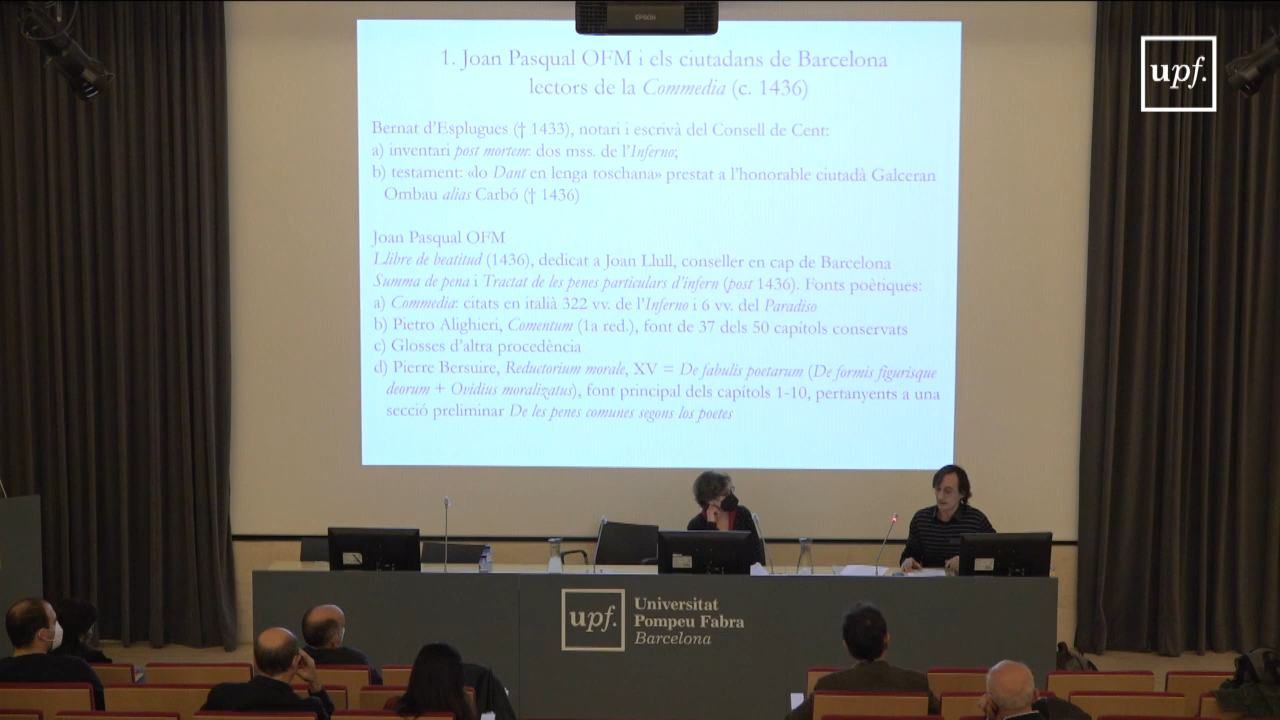 EPSON
1. Joan Pasqual OFM i els ciutadans de Barcelona
lectors de la Commedia (c. 1436)
upf.
Bernat d'Esplugues († 1433), notari i escrivà del Consell de Cent:
a) inventari post mortem: dos mss. de l'Inferno;
b) testament: «lo Dant en lenga toschana» prestat a l'honorable ciutadà Galceran
Ombau alias Carbó († 1436)
Joan Pasqual OFM
Llibre de beatitud (1436), dedicat a Joan Llull, conseller en cap de Barcelona
Summa de pena i Tractat de les penes particulars d'infern (post 1436). Fonts poètiques:
a) Commedia: citats en italià 322 vv. de l'Inferno i 6 vv. del Paradiso
b) Pietro Alighieri, Comentum (1a red.), font de 37 dels 50 capítols conservats
c) Glosses d'altra procedència
d) Pierre Bersuire, Reductorium morale, XV = De fabulis poetarum (De formis figurisque
deorum + Ovidius moralizatus), font principal dels capítols 1-10, pertanyents a una
secció preliminar De les penes comunes segons los poetes
upf.
Universitat
Pompeu Fabra
Barcelona